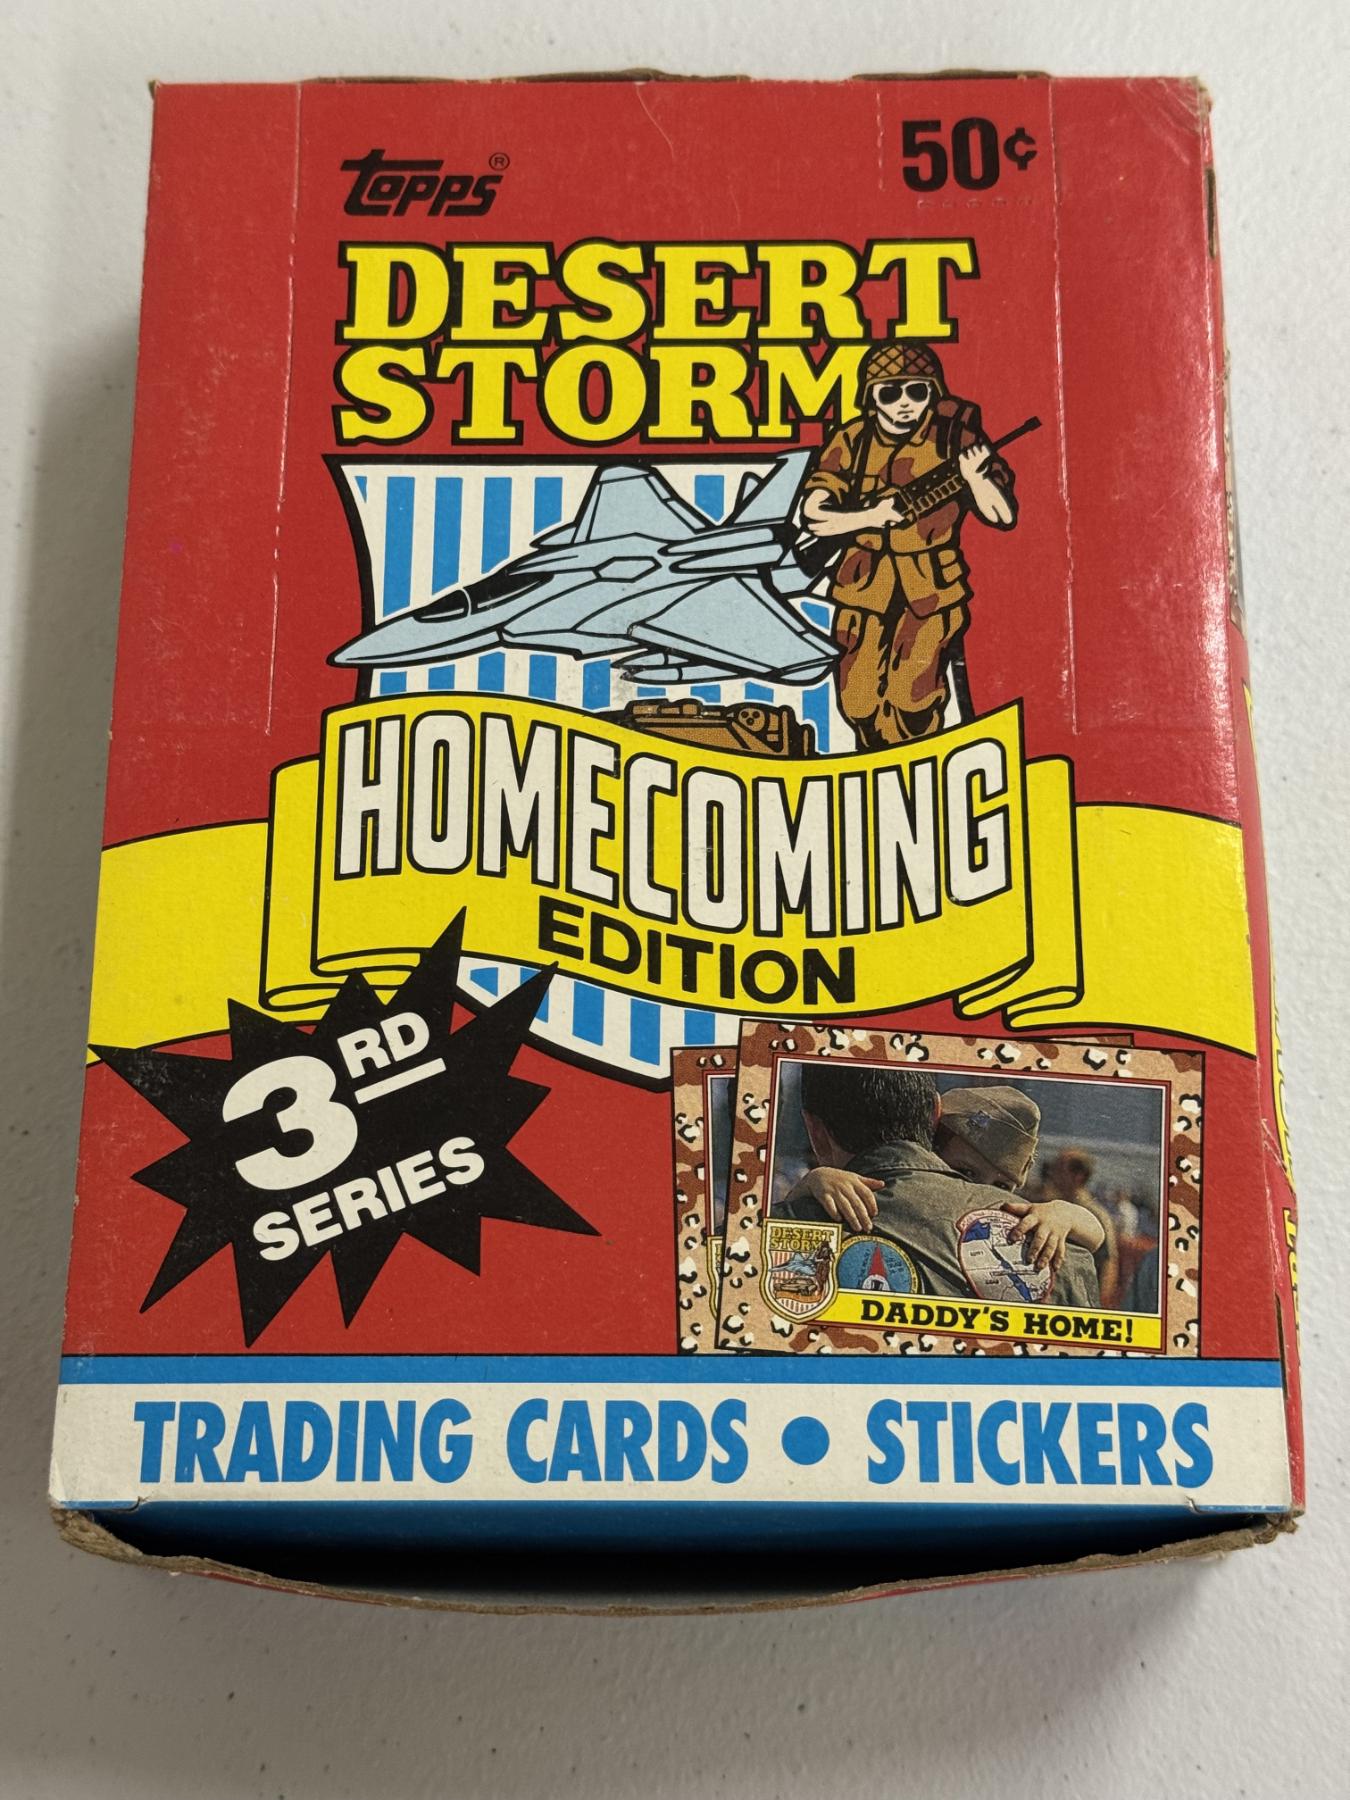 TOPPS®
50¢
DESERT
STORM
HOMECOMING
EDITION
3RD
SERIES
DESERT
STORM
DADDY'S HOME!
TRADING CARDS • STICKERS